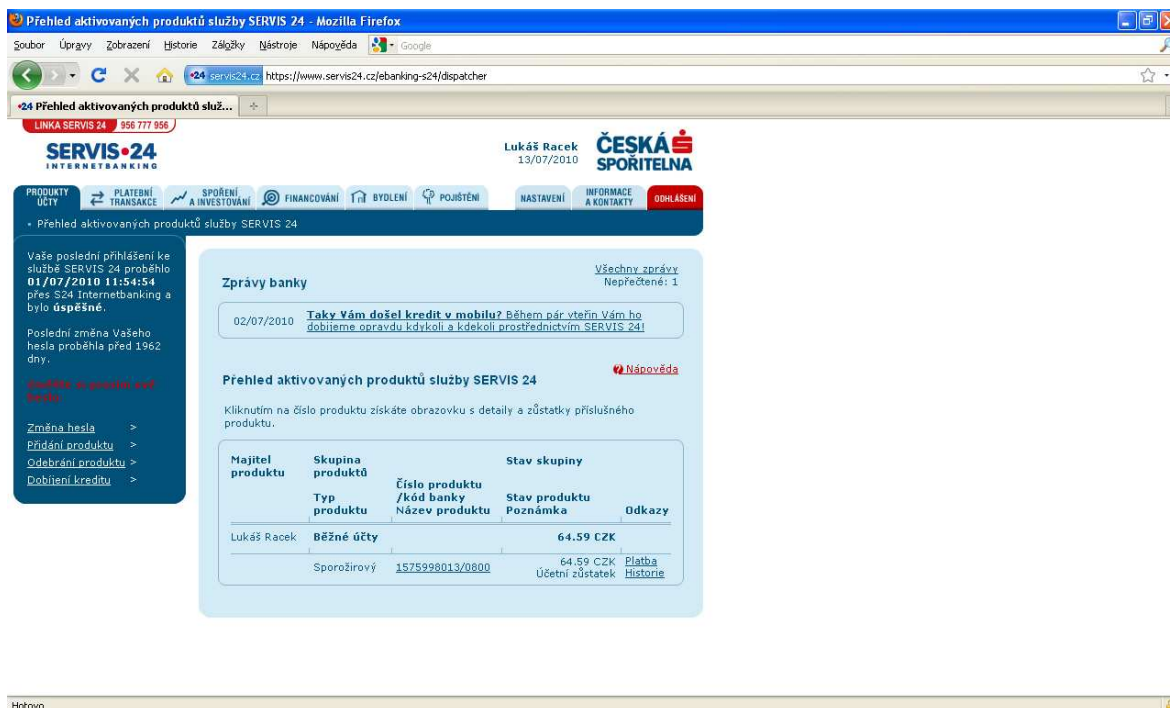 Přehled aktivovaných produktů služby SERVIS 24 - Mozilla Firefox
Soubor Úpravy Zobrazení Historie Záložky Nástroje Nápověda Google
•24 servis24.cz https://www.servis24.cz/ebanking-s24/dispatcher
•24 Přehled aktivovaných produktů služ...
LINKA SERVIS 24 956 777 956
SERVIS•24
INTERNETBANKING
Lukáš Racek
13/07/2010
ČESKÁ
SPOŘITELNA
PRODUKTY ÚČTY
PLATEBNÍ TRANSAKCE
SPOŘENÍ A INVESTOVÁNÍ
FINANCOVÁNÍ
BYDLENÍ
POJIŠTĚNÍ
NASTAVENÍ
INFORMACE A KONTAKTY
ODHLÁŠENÍ
• Přehled aktivovaných produktů služby SERVIS 24
Vaše poslední přihlášení ke
službě SERVIS 24 proběhlo
01/07/2010 11:54:54
přes S24 Internetbanking a
bylo úspěšné.
Poslední změna Vašeho
hesla proběhla před 1962
dny.
Změna hesla >
Přidání produktu >
Odebrání produktu >
Dobíjení kreditu >
Zprávy banky
Všechny zprávy
Nepřečtené: 1
02/07/2010
Taky Vám došel kredit v mobilu? Během pár vteřin Vám ho
dobijeme opravdu kdykoli a kdekoli prostřednictvím SERVIS 24!
Nápověda
Přehled aktivovaných produktů služby SERVIS 24
Kliknutím na číslo produktu získáte obrazovku s detaily a zůstatky příslušného
produktu.
Majitel produktu
Skupina produktů
Stav skupiny
Typ produktu
Číslo produktu
/kód banky
Název produktu
Stav produktu
Poznámka
Odkazy
Lukáš Racek Běžné účty 64.59 CZK
Sporožirový 1575998013/0800 64.59 CZK Platba
Účetní zůstatek Historie
Hotovo